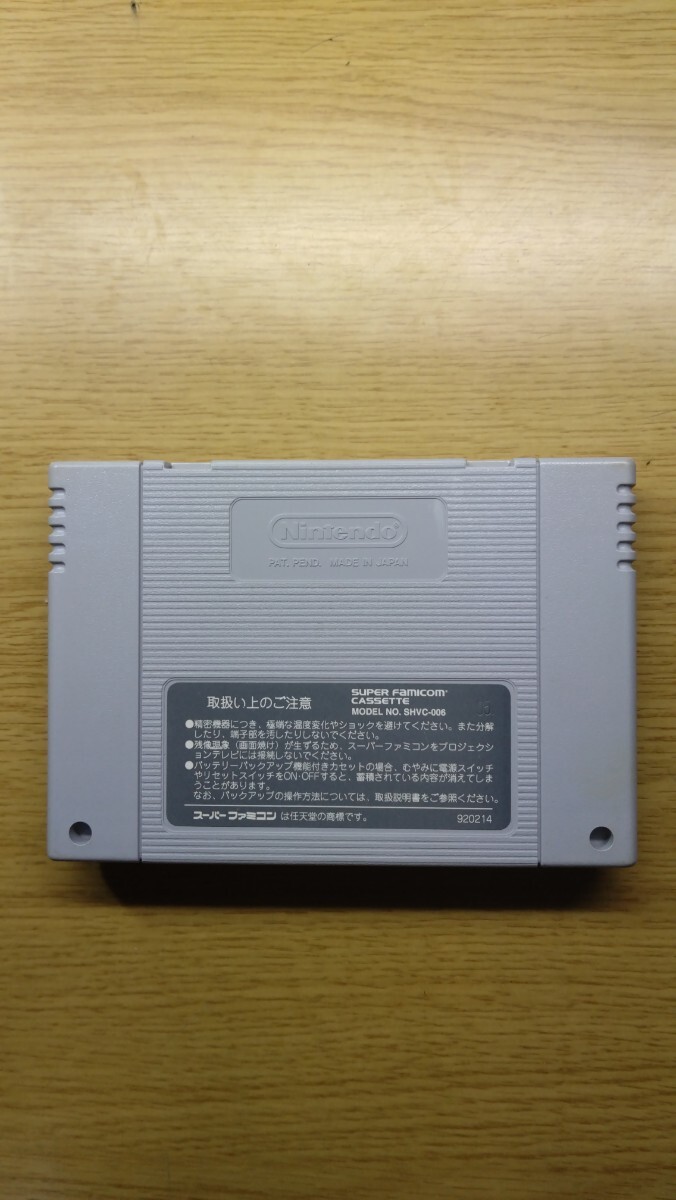 Nintendo
PAT. PEND. MADE IN JAPAN
取扱い上のご注意
SUPER FAMICOM
CASSETTE
MODEL NO. SHVC-006
●精密機器につき、極端な温度変化やショックを避けてください。また分解
したり、端子部を汚したりしないでください。
●残像現象（画面焼け）が生ずるため、スーパーファミコンをプロジェクシ
ョンテレビには接続しないでください。
●バッテリーバックアップ機能付きカセットの場合、むやみに電源スイッチ
やリセットスイッチをON・OFFすると、蓄積されている内容が消えてしま
うことがあります。
なお、バックアップの操作方法については、取扱説明書をご参照ください。
スーパーファミコン は任天堂の商標です。
920214